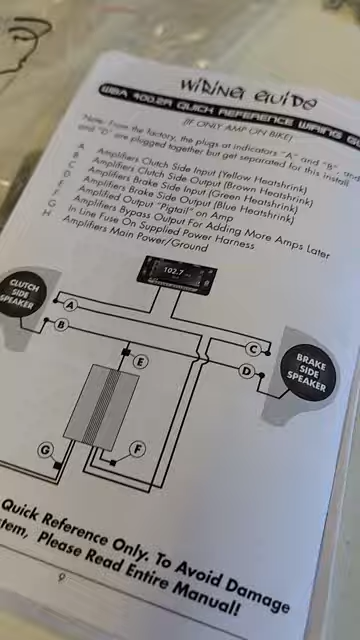 WIRING GUIDE
WBA 400.2R QUICK REFERENCE WIRING
(IF ONLY AMP ON BIKE)
Note: From the factory, the plugs at indicators "A" and "B", and
and "D" are plugged together but get separated for this install
A Amplifiers Clutch Side Input (Yellow Heatshrink)
B Amplifiers Clutch Side Output (Brown Heatshrink)
C Amplifiers Brake Side Input (Green Heatshrink)
D Amplifiers Brake Side Output (Blue Heatshrink)
E Amplified Output "Pigtail" on Amp
F Amplifiers Bypass Output For Adding More Amps Later
G In Line Fuse On Supplied Power Harness
H Amplifiers Main Power/Ground
102.7
CLUTCH
SIDE
SPEAKER
A
B
C
D
BRAKE
SIDE
SPEAKER
E
F
G
Quick Reference Only. To Avoid Damage
Please Read Entire Manual!
9